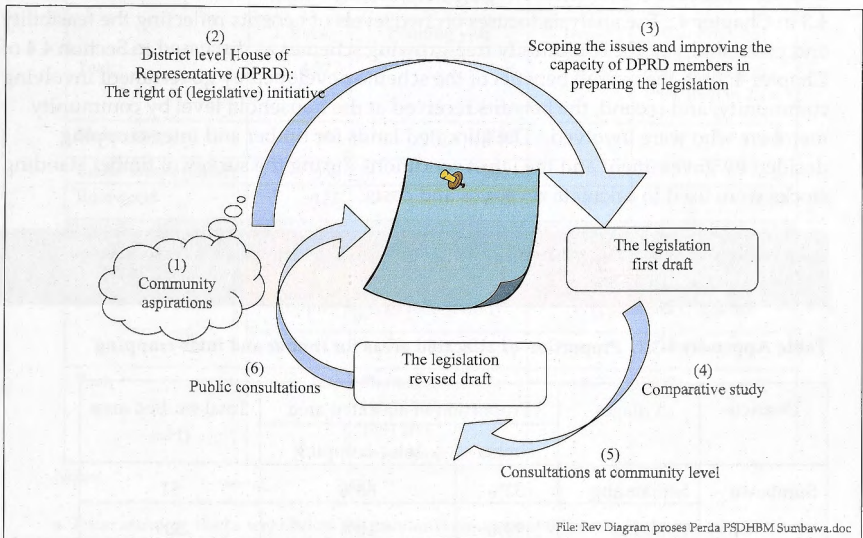 (2)
District level House of
Representative (DPRD):
The right of (legislative) initiative
(3)
Scoping the issues and improving the
capacity of DPRD members in
preparing the legislation
(1)
Community
aspirations
The legislation
first draft
(4)
Comparative study
(5)
Consultations at community level
The legislation
revised draft
(6)
Public consultations
File: Rev Diagram proses Perda PSDHBM Sumbawa.doc